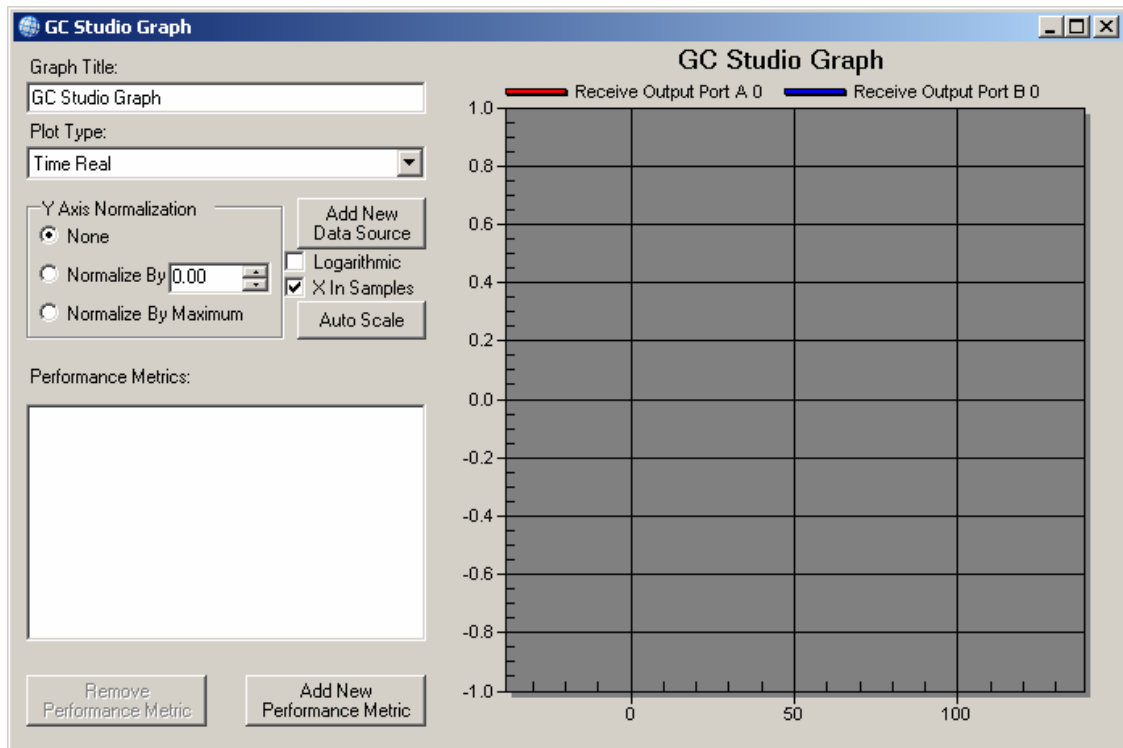 GC Studio Graph
Graph Title:
GC Studio Graph
Plot Type:
Time Real
Y Axis Normalization
None
Normalize By 0.00
Normalize By Maximum
Add New
Data Source
Logarithmic
X In Samples
Auto Scale
Performance Metrics:
Remove
Performance Metric
Add New
Performance Metric
GC Studio Graph
Receive Output Port A 0 Receive Output Port B 0
1.0
0.8
0.6
0.4
0.2
0.0
-0.2
-0.4
-0.6
-0.8
-1.0
0 50 100